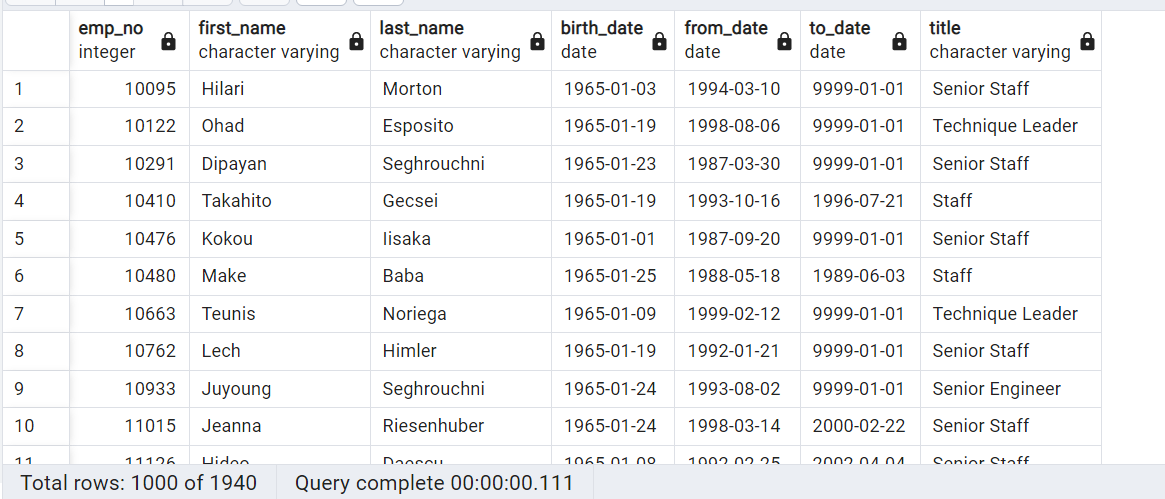 emp_no first_name last_name birth_date from_date to_date title
integer character varying character varying date date date character varying
1 10095 Hilari Morton 1965-01-03 1994-03-10 9999-01-01 Senior Staff
2 10122 Ohad Esposito 1965-01-19 1998-08-06 9999-01-01 Technique Leader
3 10291 Dipayan Seghrouchni 1965-01-23 1987-03-30 9999-01-01 Senior Staff
4 10410 Takahito Gecsei 1965-01-19 1993-10-16 1996-07-21 Staff
5 10476 Kokou Iisaka 1965-01-01 1987-09-20 9999-01-01 Senior Staff
6 10480 Make Baba 1965-01-25 1988-05-18 1989-06-03 Staff
7 10663 Teunis Noriega 1965-01-09 1999-02-12 9999-01-01 Technique Leader
8 10762 Lech Himler 1965-01-19 1992-01-21 9999-01-01 Senior Staff
9 10933 Juyoung Seghrouchni 1965-01-24 1993-08-02 9999-01-01 Senior Engineer
10 11015 Jeanna Riesenhuber 1965-01-24 1998-03-14 2000-02-22 Senior Staff
11 11126 Hideo Daescu 1965-01-08 1992-02-25 2002-04-04 Senior Staff
Total rows: 1000 of 1940 Query complete 00:00:00.111